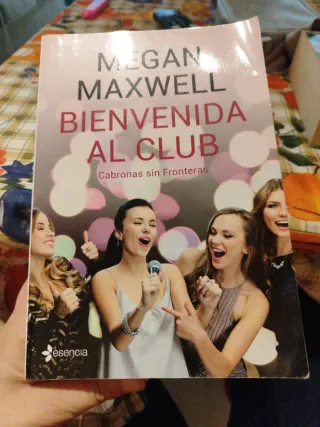 MEGAN
MAXWELL
BIENVENIDA
AL CLUB
Cabronas sin Fronteras
esencia